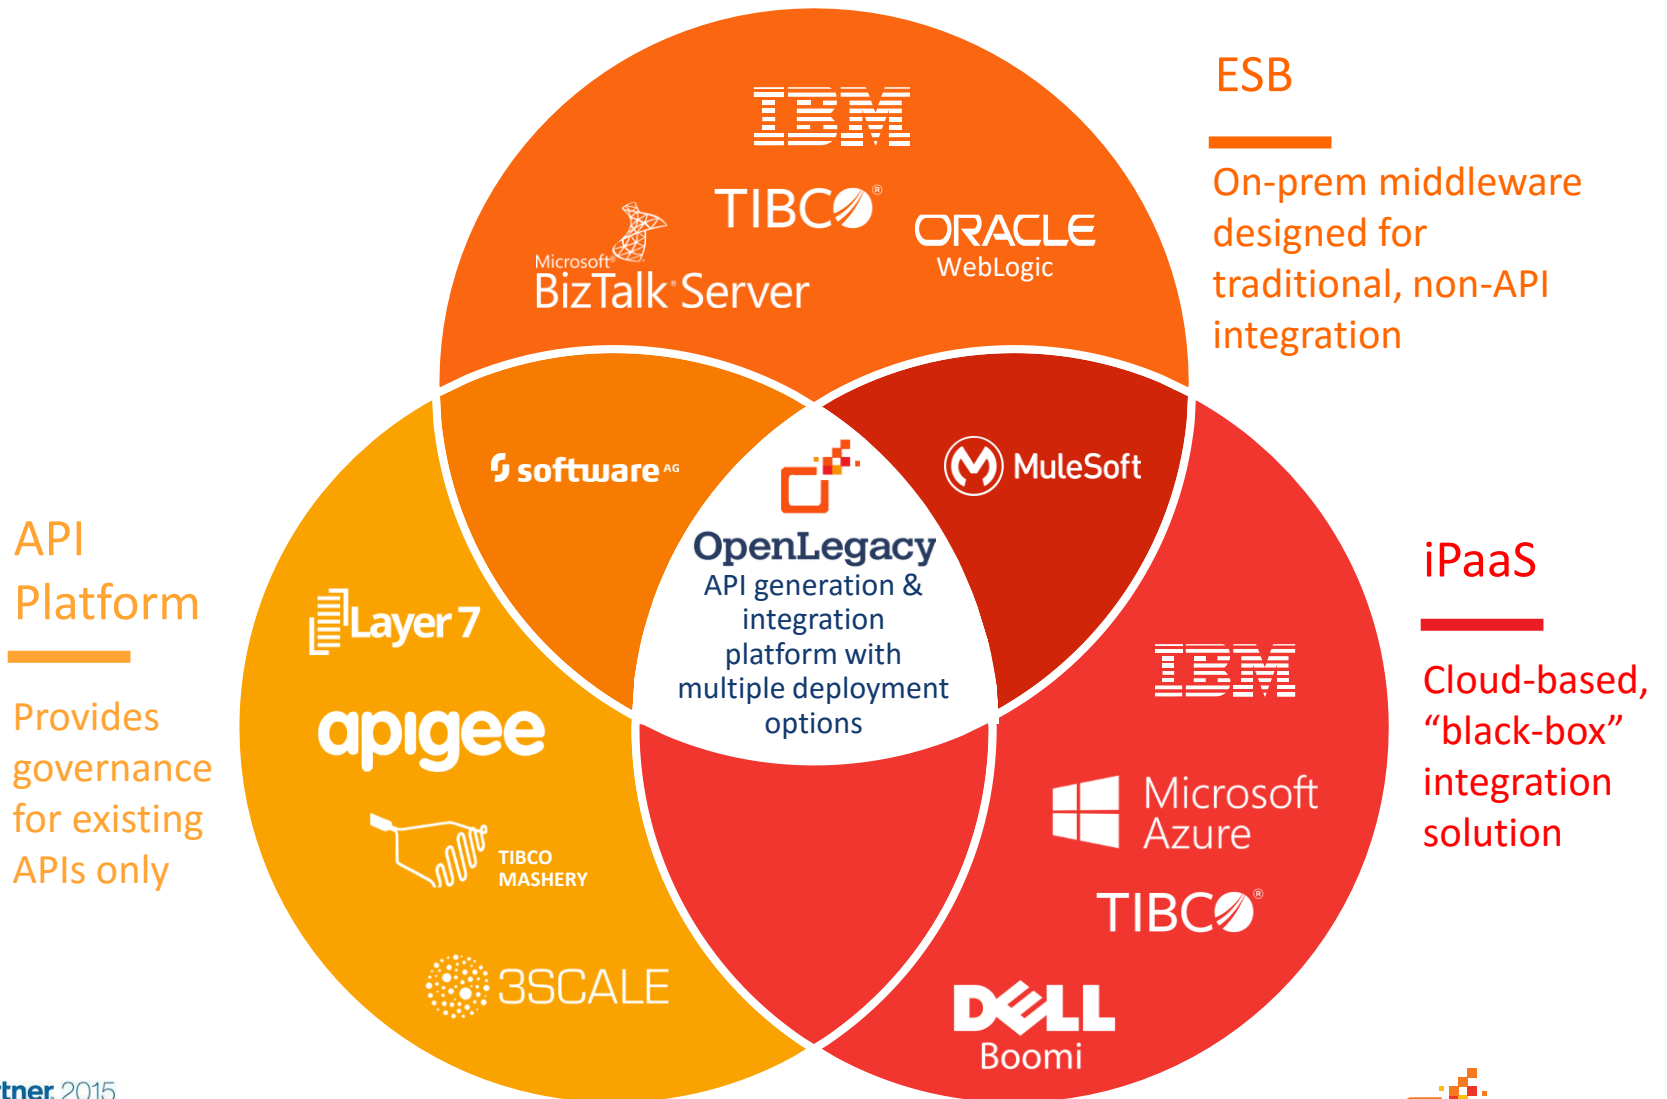 IBM
TIBCO®
ORACLE
WebLogic
Microsoft®
BizTalk® Server
ESB
On-prem middleware
designed for
traditional, non-API
integration
software AG
MuleSoft
OpenLegacy
API generation &
integration
platform with
multiple deployment
options
API
Platform
Provides
governance
for existing
APIs only
Layer 7
apigee
TIBCO
MASHERY
3SCALE
iPaaS
Cloud-based,
“black-box”
integration
solution
IBM
Microsoft
Azure
TIBCO®
DELL
Boomi
tner. 2015